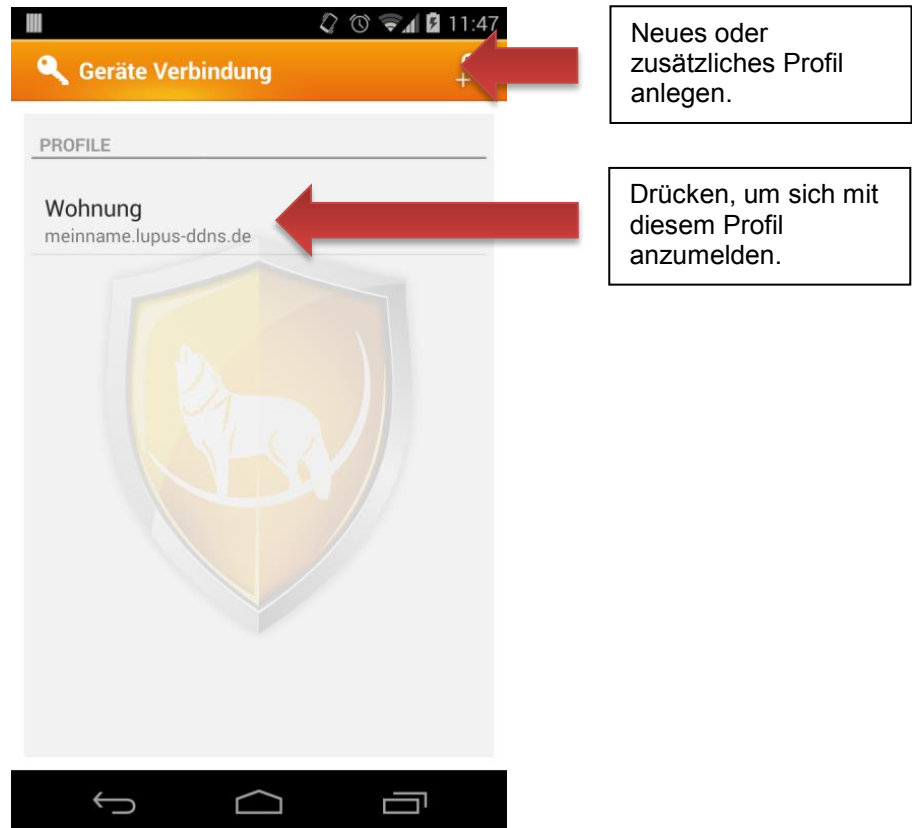 11:47
Geräte Verbindung
+
Neues oder
zusätzliches Profil
anlegen.
PROFILE
Wohnung
meinname.lupus-ddns.de
Drücken, um sich mit
diesem Profil
anzumelden.